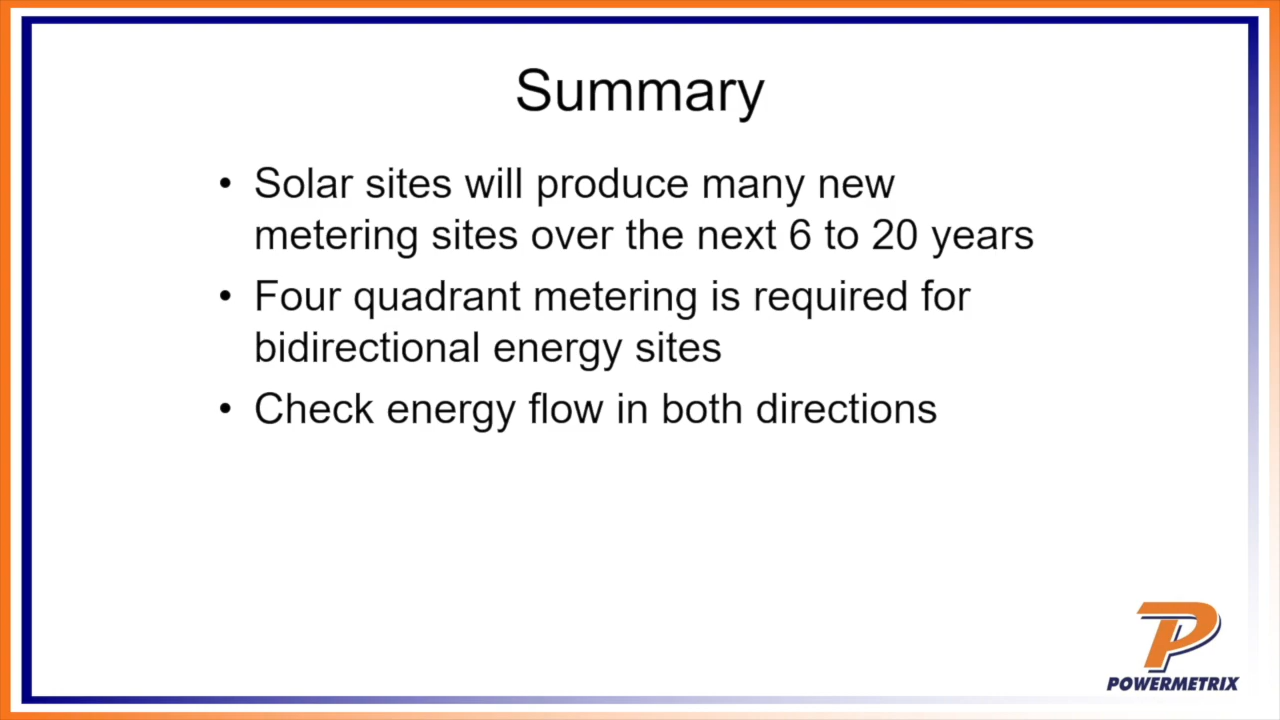 Summary
• Solar sites will produce many new
metering sites over the next 6 to 20 years
• Four quadrant metering is required for
bidirectional energy sites
• Check energy flow in both directions
P
POWERMETRIX